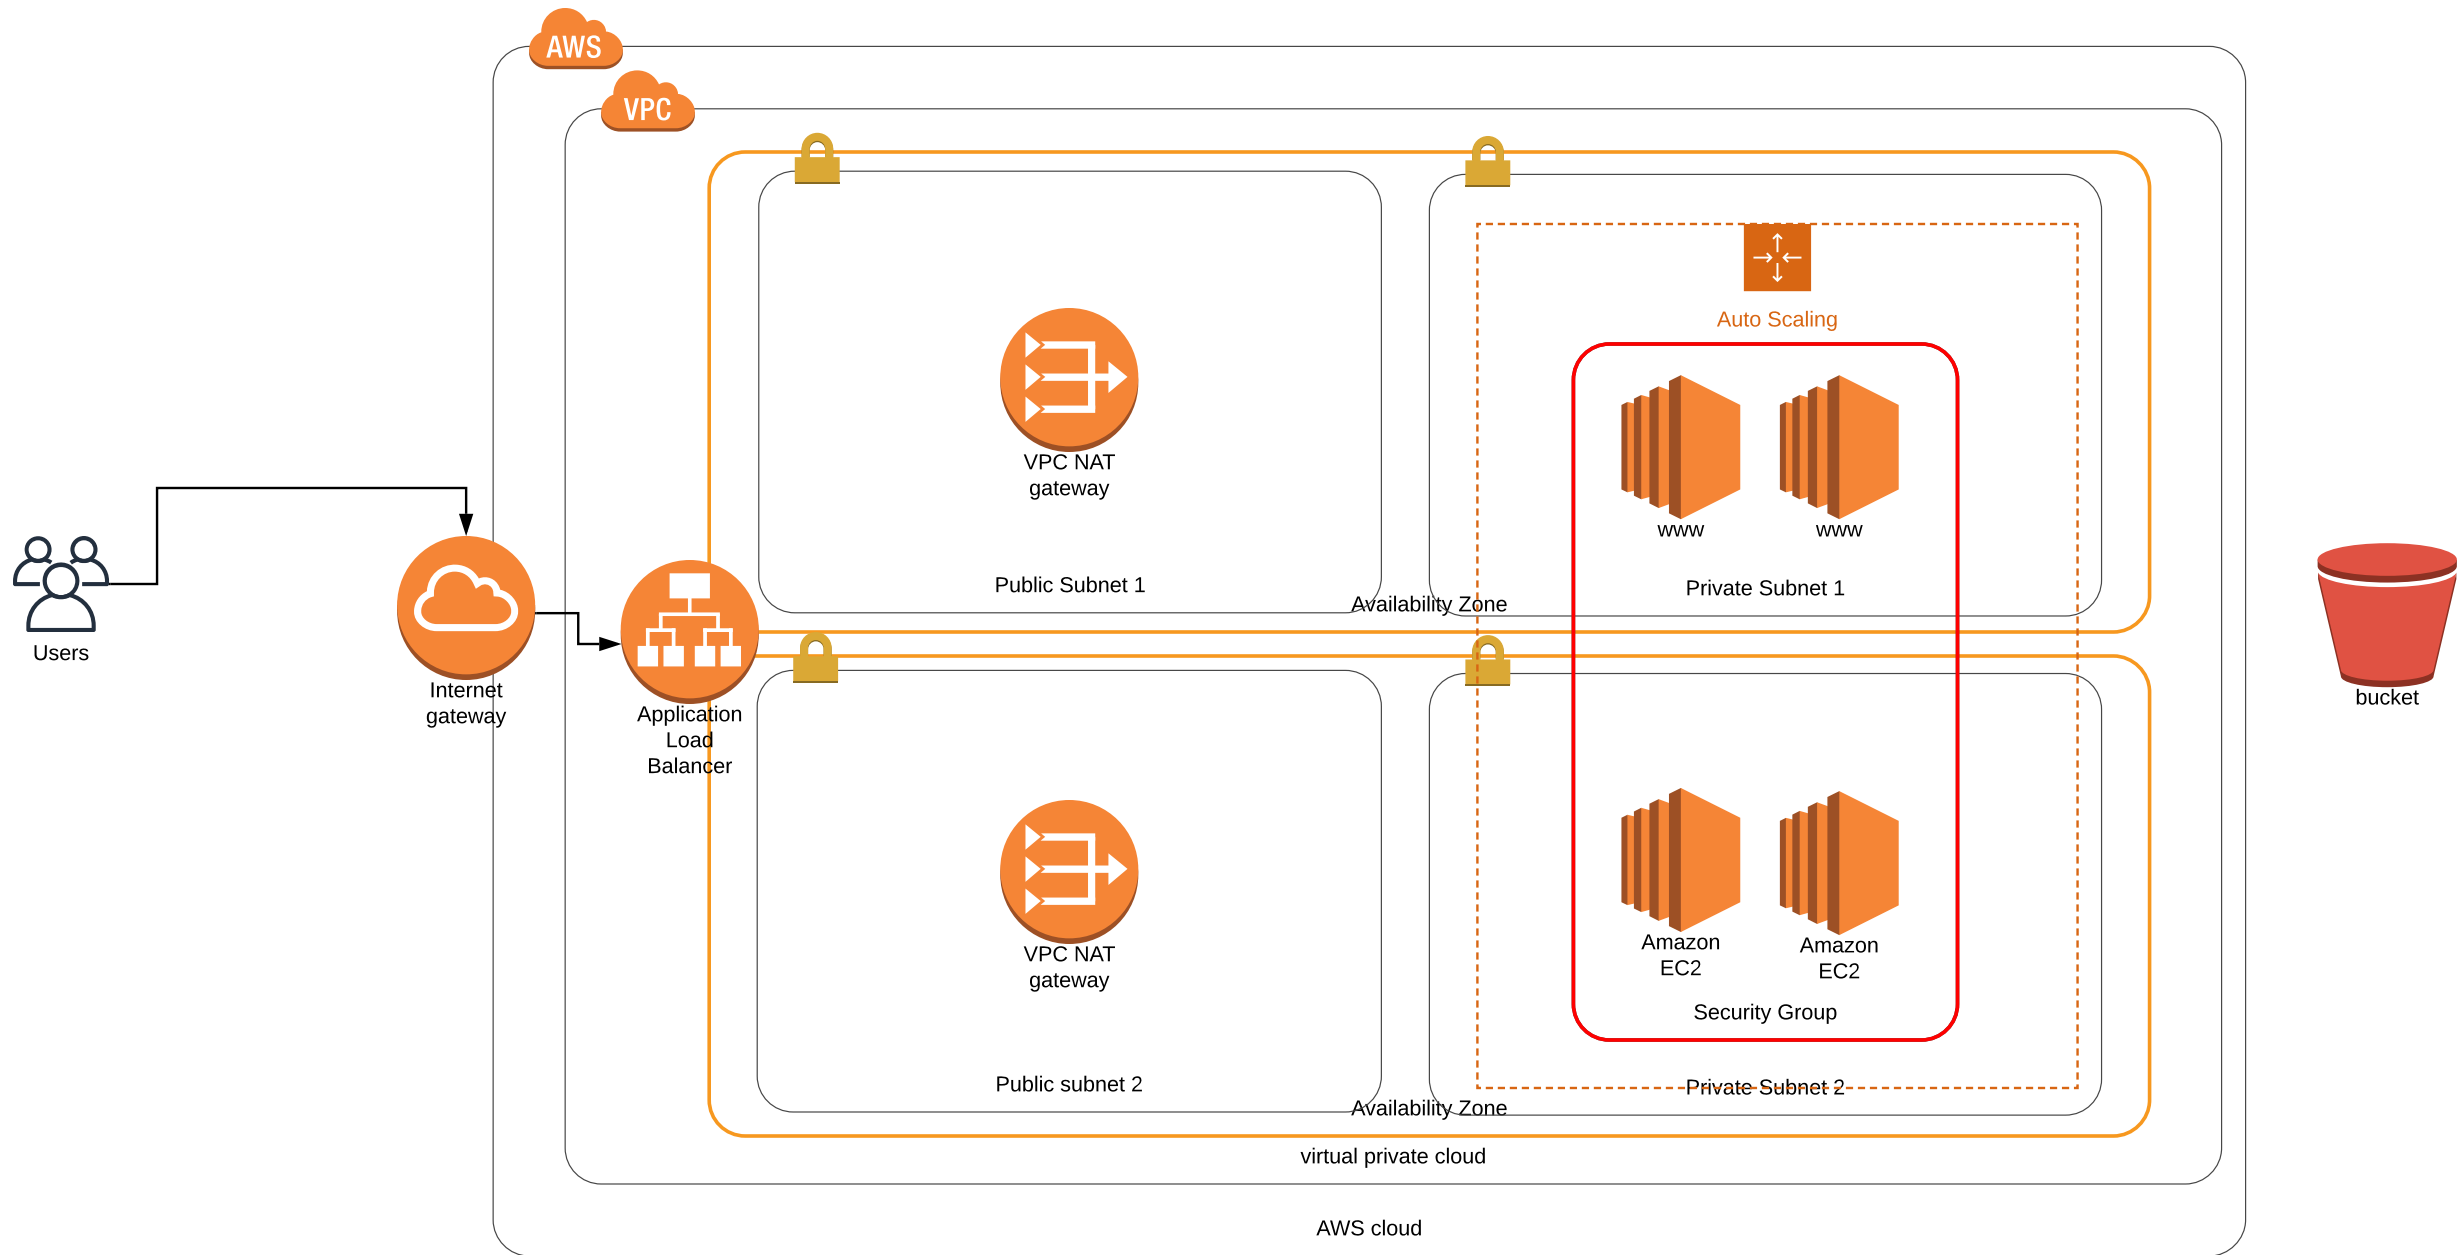 AWS
VPC
Auto Scaling
VPC NAT
gateway
www
www
Public Subnet 1
Private Subnet 1
Availability Zone
Users
Internet
gateway
Application
Load
Balancer
bucket
VPC NAT
gateway
Amazon
EC2
Amazon
EC2
Security Group
Public subnet 2
Private Subnet 2
Availability Zone
virtual private cloud
AWS cloud